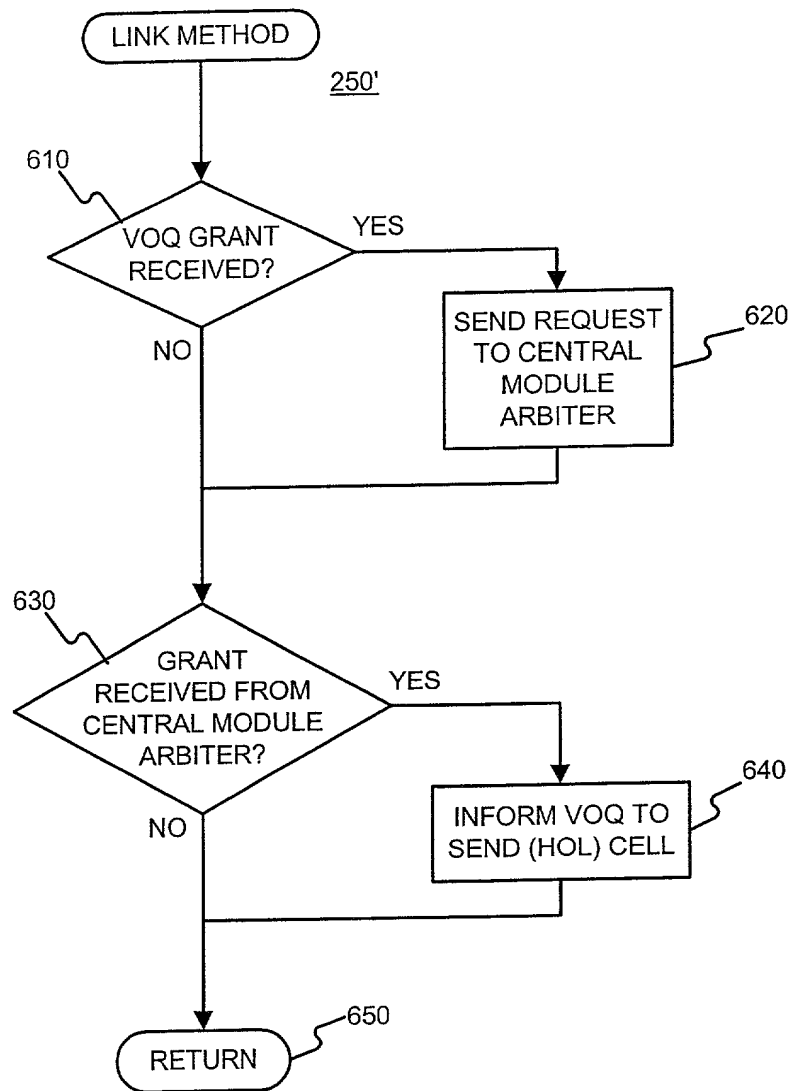 LINK METHOD
250'
610
VOQ GRANT
RECEIVED?
YES
NO
SEND REQUEST
TO CENTRAL
MODULE
ARBITER
620
630
GRANT
RECEIVED FROM
CENTRAL MODULE
ARBITER?
YES
NO
INFORM VOQ TO
SEND (HOL) CELL
640
RETURN
650